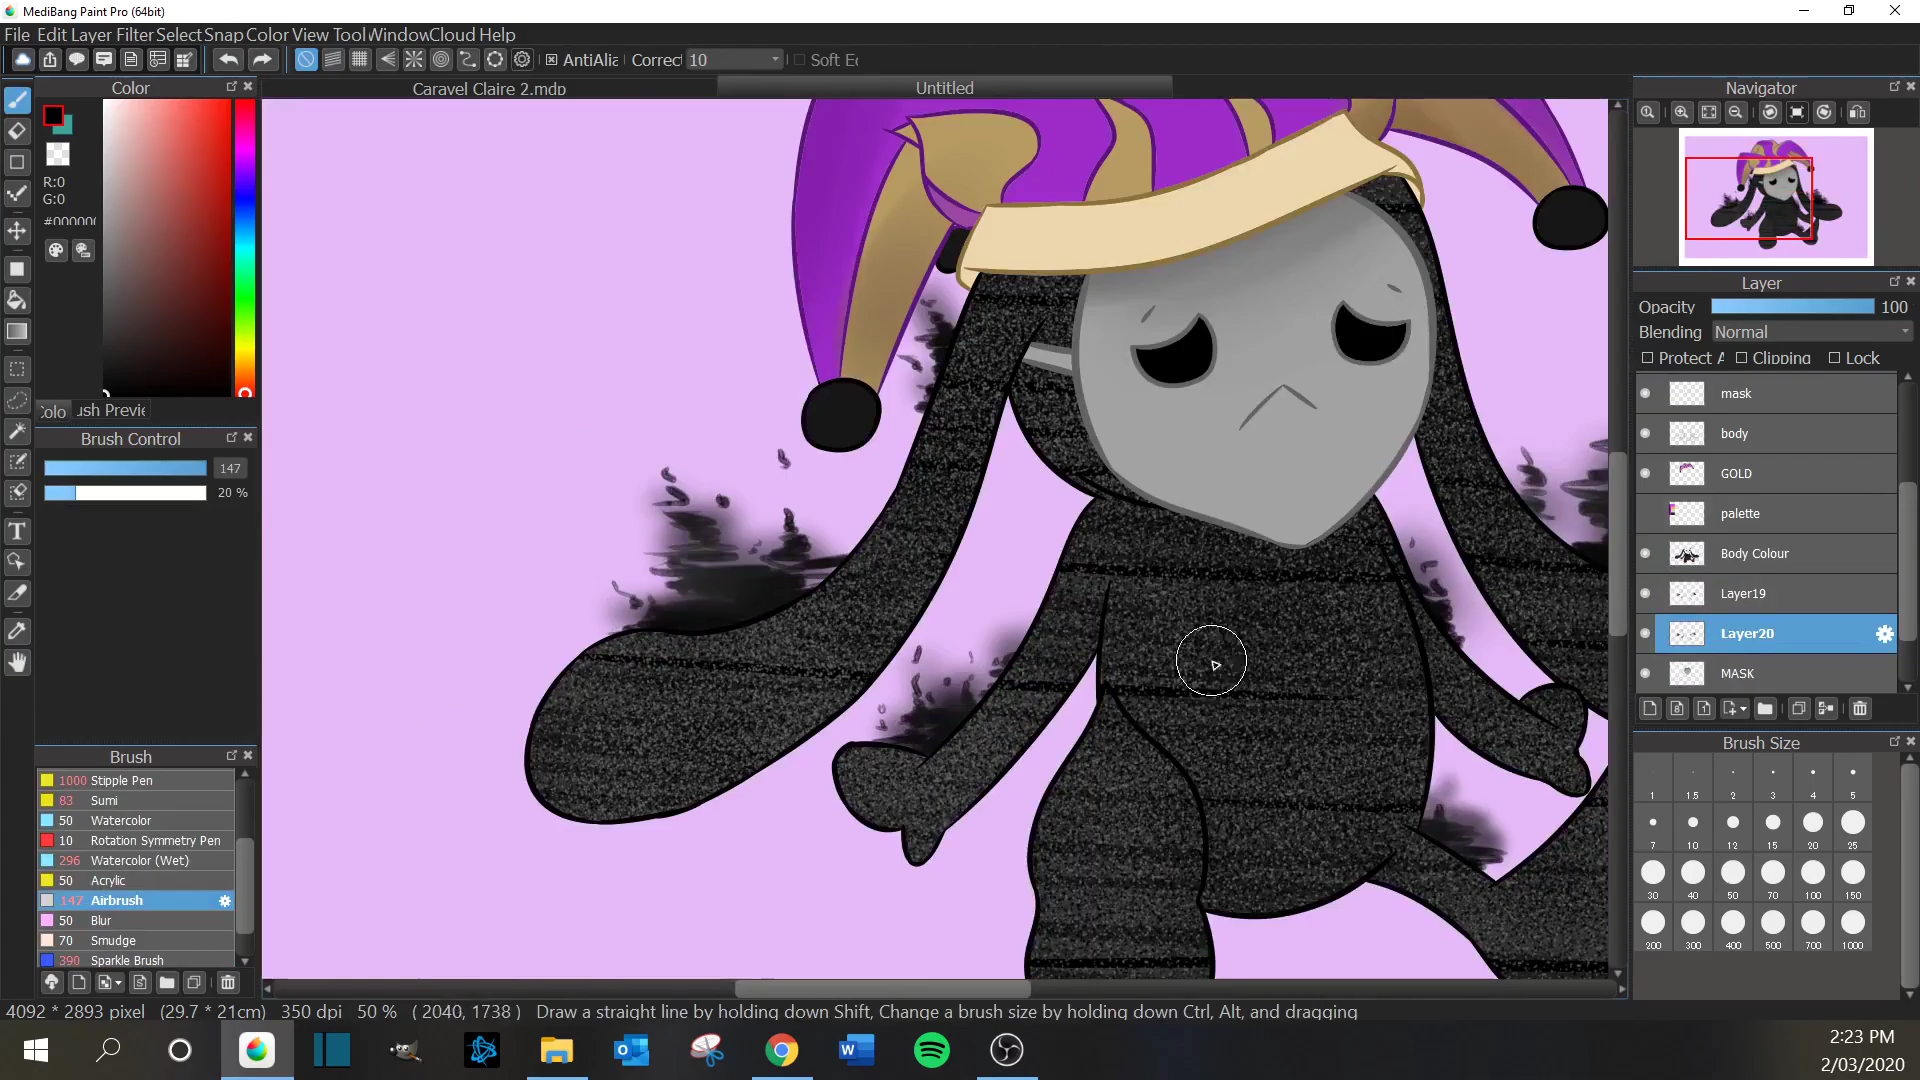 MediBang Paint Pro (64bit)
File Edit Layer Filter Select Snap Color View Tool Window Cloud Help
AntiAlia Correct 10 Soft Ec
Color
Caravel Claire 2.mdp
Untitled
Navigator
R:0
G:0
#000000
Colo
ush Previe
Brush Control
147
20 %
Layer
Opacity 100
Blending Normal
Protect A Clipping Lock
mask
body
GOLD
palette
Body Colour
Layer19
Layer20
MASK
Brush
1000 Stipple Pen
83 Sumi
50 Watercolor
10 Rotation Symmetry Pen
296 Watercolor (Wet)
50 Acrylic
147 Airbrush
50 Blur
70 Smudge
390 Sparkle Brush
Brush Size
1 1.5 2 3 4 5
7 10 12 15 20 25
30 40 50 70 100 150
200 300 400 500 700 1000
4092 * 2893 pixel (29.7 * 21cm) 350 dpi 50 % ( 2040, 1738 ) Draw a straight line by holding down Shift, Change a brush size by holding down Ctrl, Alt, and dragging
2:23 PM
2/03/2020